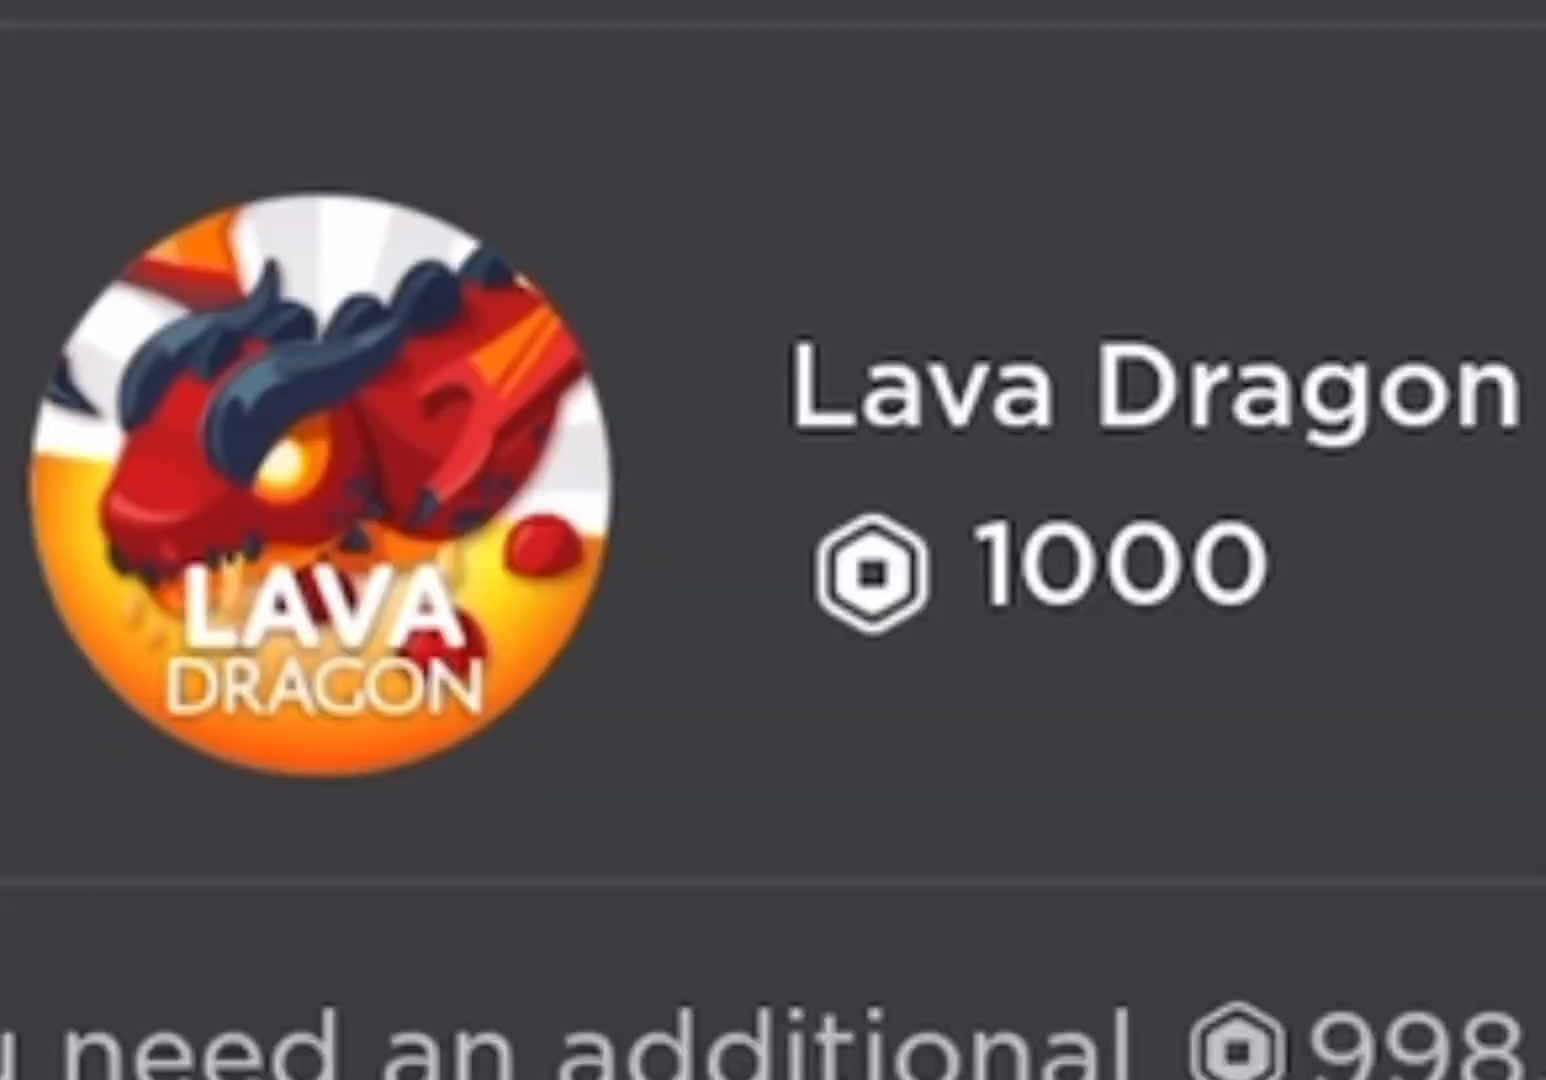 LAVA
DRAGON
Lava Dragon
1000
need an additional 998